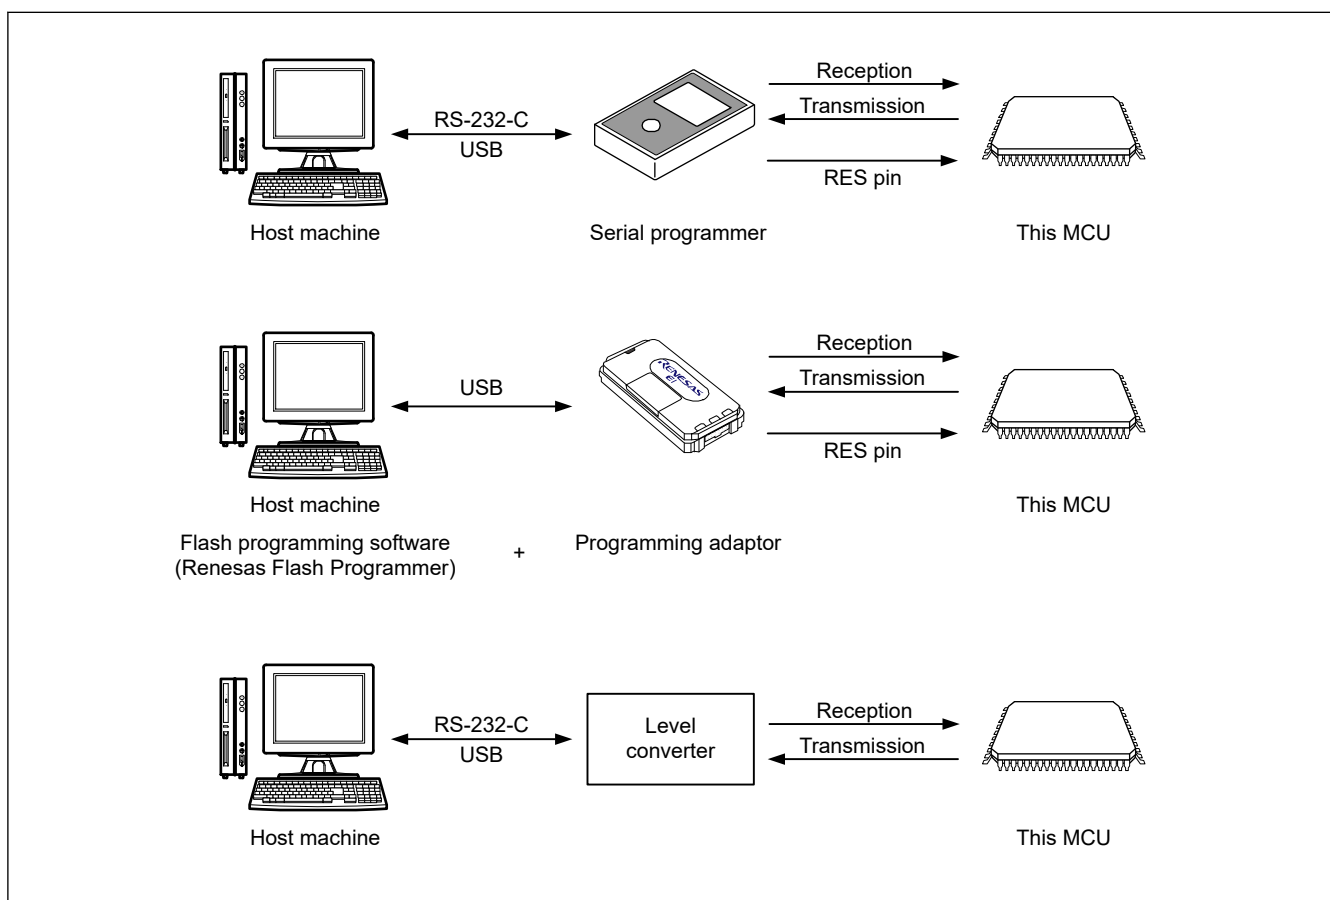 Reception
RS-232-C
Transmission
USB
RES pin
Host machine
Serial programmer
This MCU
Reception
USB
RENESAS
E1
Transmission
RES pin
Host machine
This MCU
Flash programming software
(Renesas Flash Programmer)
+
Programming adaptor
RS-232-C
Level
converter
Reception
USB
Transmission
Host machine
This MCU